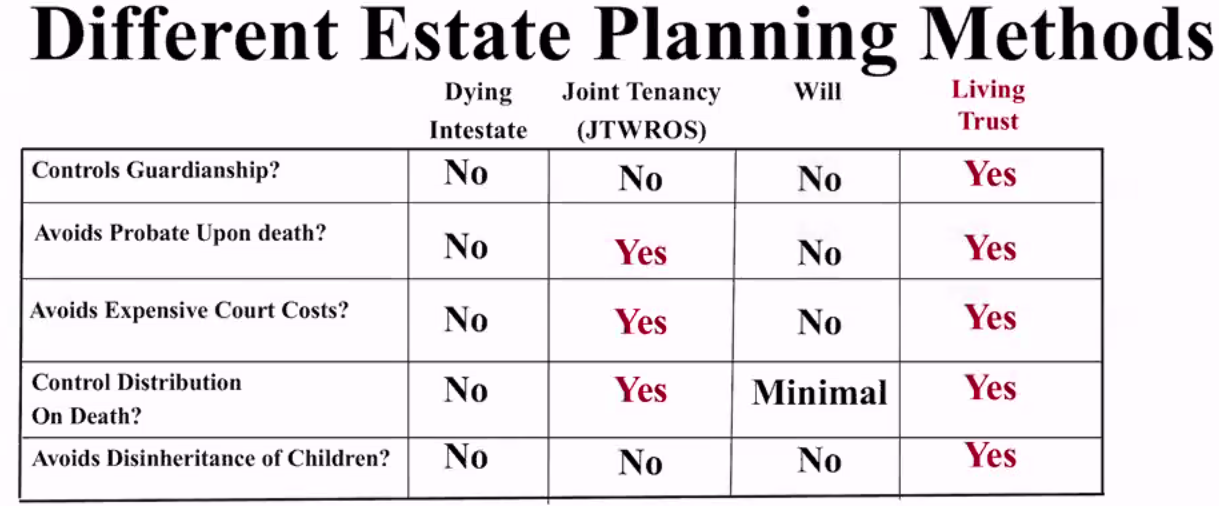 Different Estate Planning Methods
Dying Intestate
Joint Tenancy (JTWROS)
Will
Living Trust
Controls Guardianship? No No No Yes
Avoids Probate Upon death? No Yes No Yes
Avoids Expensive Court Costs? No Yes No Yes
Control Distribution
On Death? No Yes Minimal Yes
Avoids Disinheritance of Children? No No No Yes